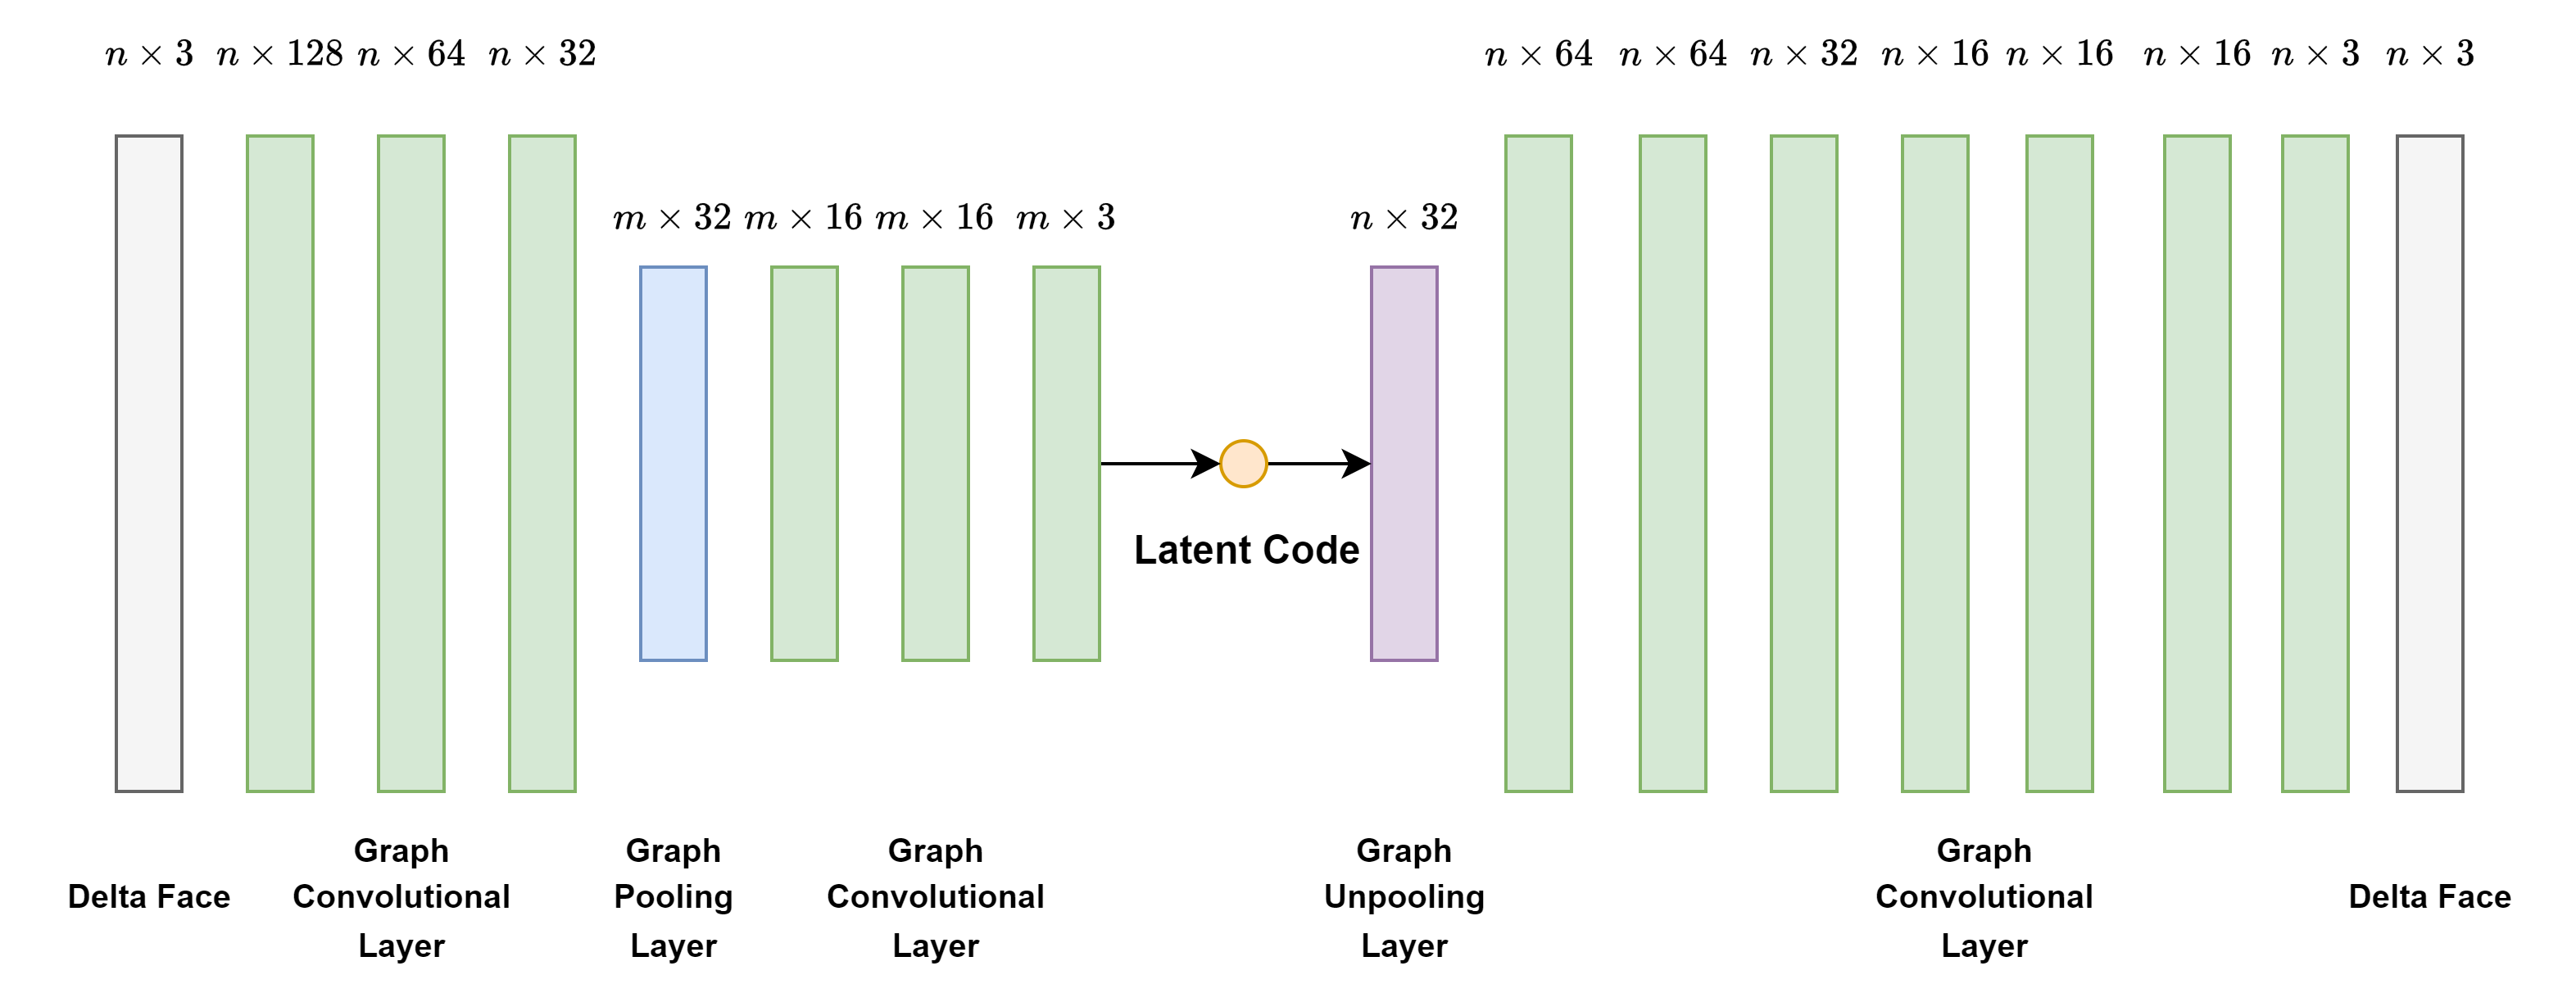 n × 3 n × 128 n × 64 n × 32 n × 64 n × 64 n × 32 n × 16 n × 16 n × 16 n × 3 n × 3
m × 32 m × 16 m × 16 m × 3 n × 32
Latent Code
Delta Face
Graph
Convolutional
Layer
Graph
Pooling
Layer
Graph
Convolutional
Layer
Graph
Unpooling
Layer
Graph
Convolutional
Layer
Delta Face